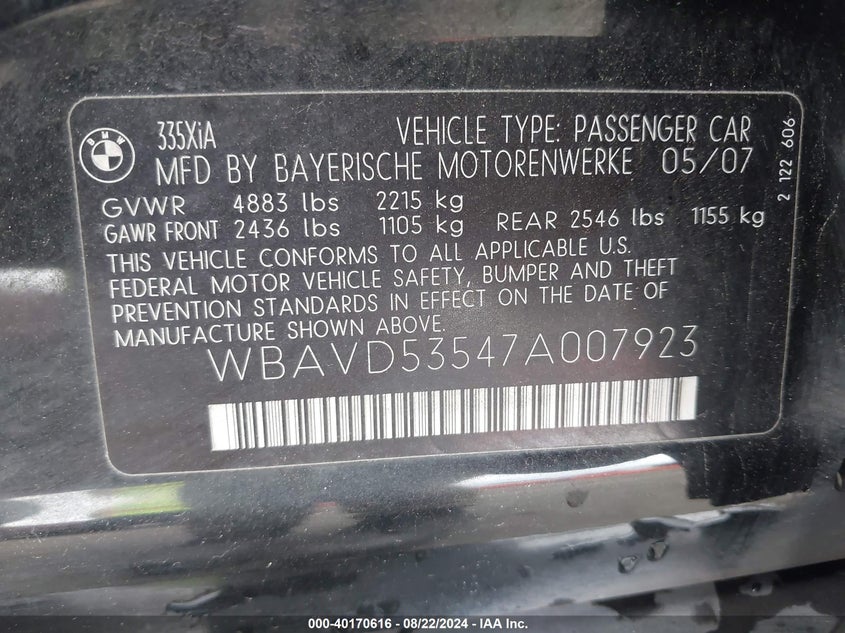 BMW
335XiA VEHICLE TYPE: PASSENGER CAR
MFD BY BAYERISCHE MOTORENWERKE 05/07
GVWR 4883 lbs 2215 kg
GAWR FRONT 2436 lbs 1105 kg REAR 2546 lbs 1155 kg
THIS VEHICLE CONFORMS TO ALL APPLICABLE U.S.
FEDERAL MOTOR VEHICLE SAFETY, BUMPER AND THEFT
PREVENTION STANDARDS IN EFFECT ON THE DATE OF
MANUFACTURE SHOWN ABOVE.
WBAVD53547A007923
2 122 606
000-40170616 - 08/22/2024 - IAA Inc.